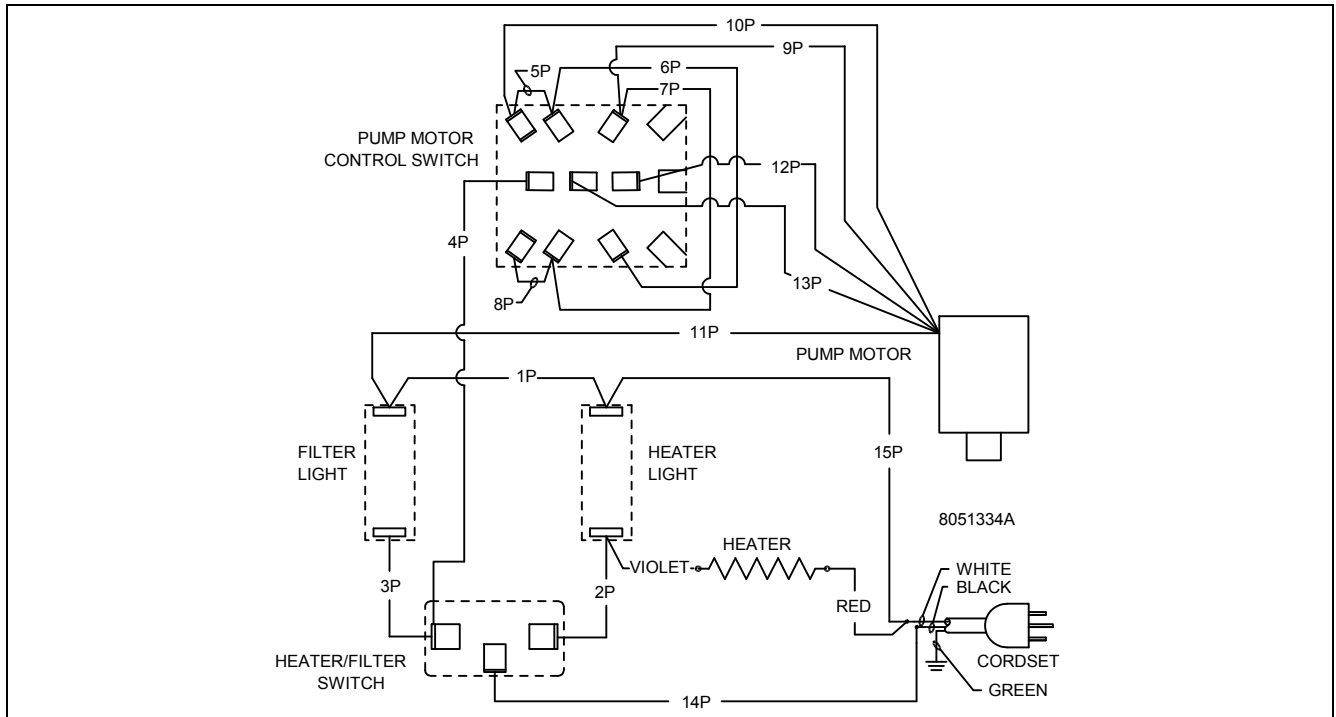 10P
9P
5P
6P
7P
PUMP MOTOR
CONTROL SWITCH
12P
4P
13P
8P
11P
PUMP MOTOR
1P
FILTER
LIGHT
HEATER
LIGHT
15P
8051334A
HEATER
VIOLET
WHITE
BLACK
3P
2P
RED
HEATER/FILTER
SWITCH
CORDSET
GREEN
14P